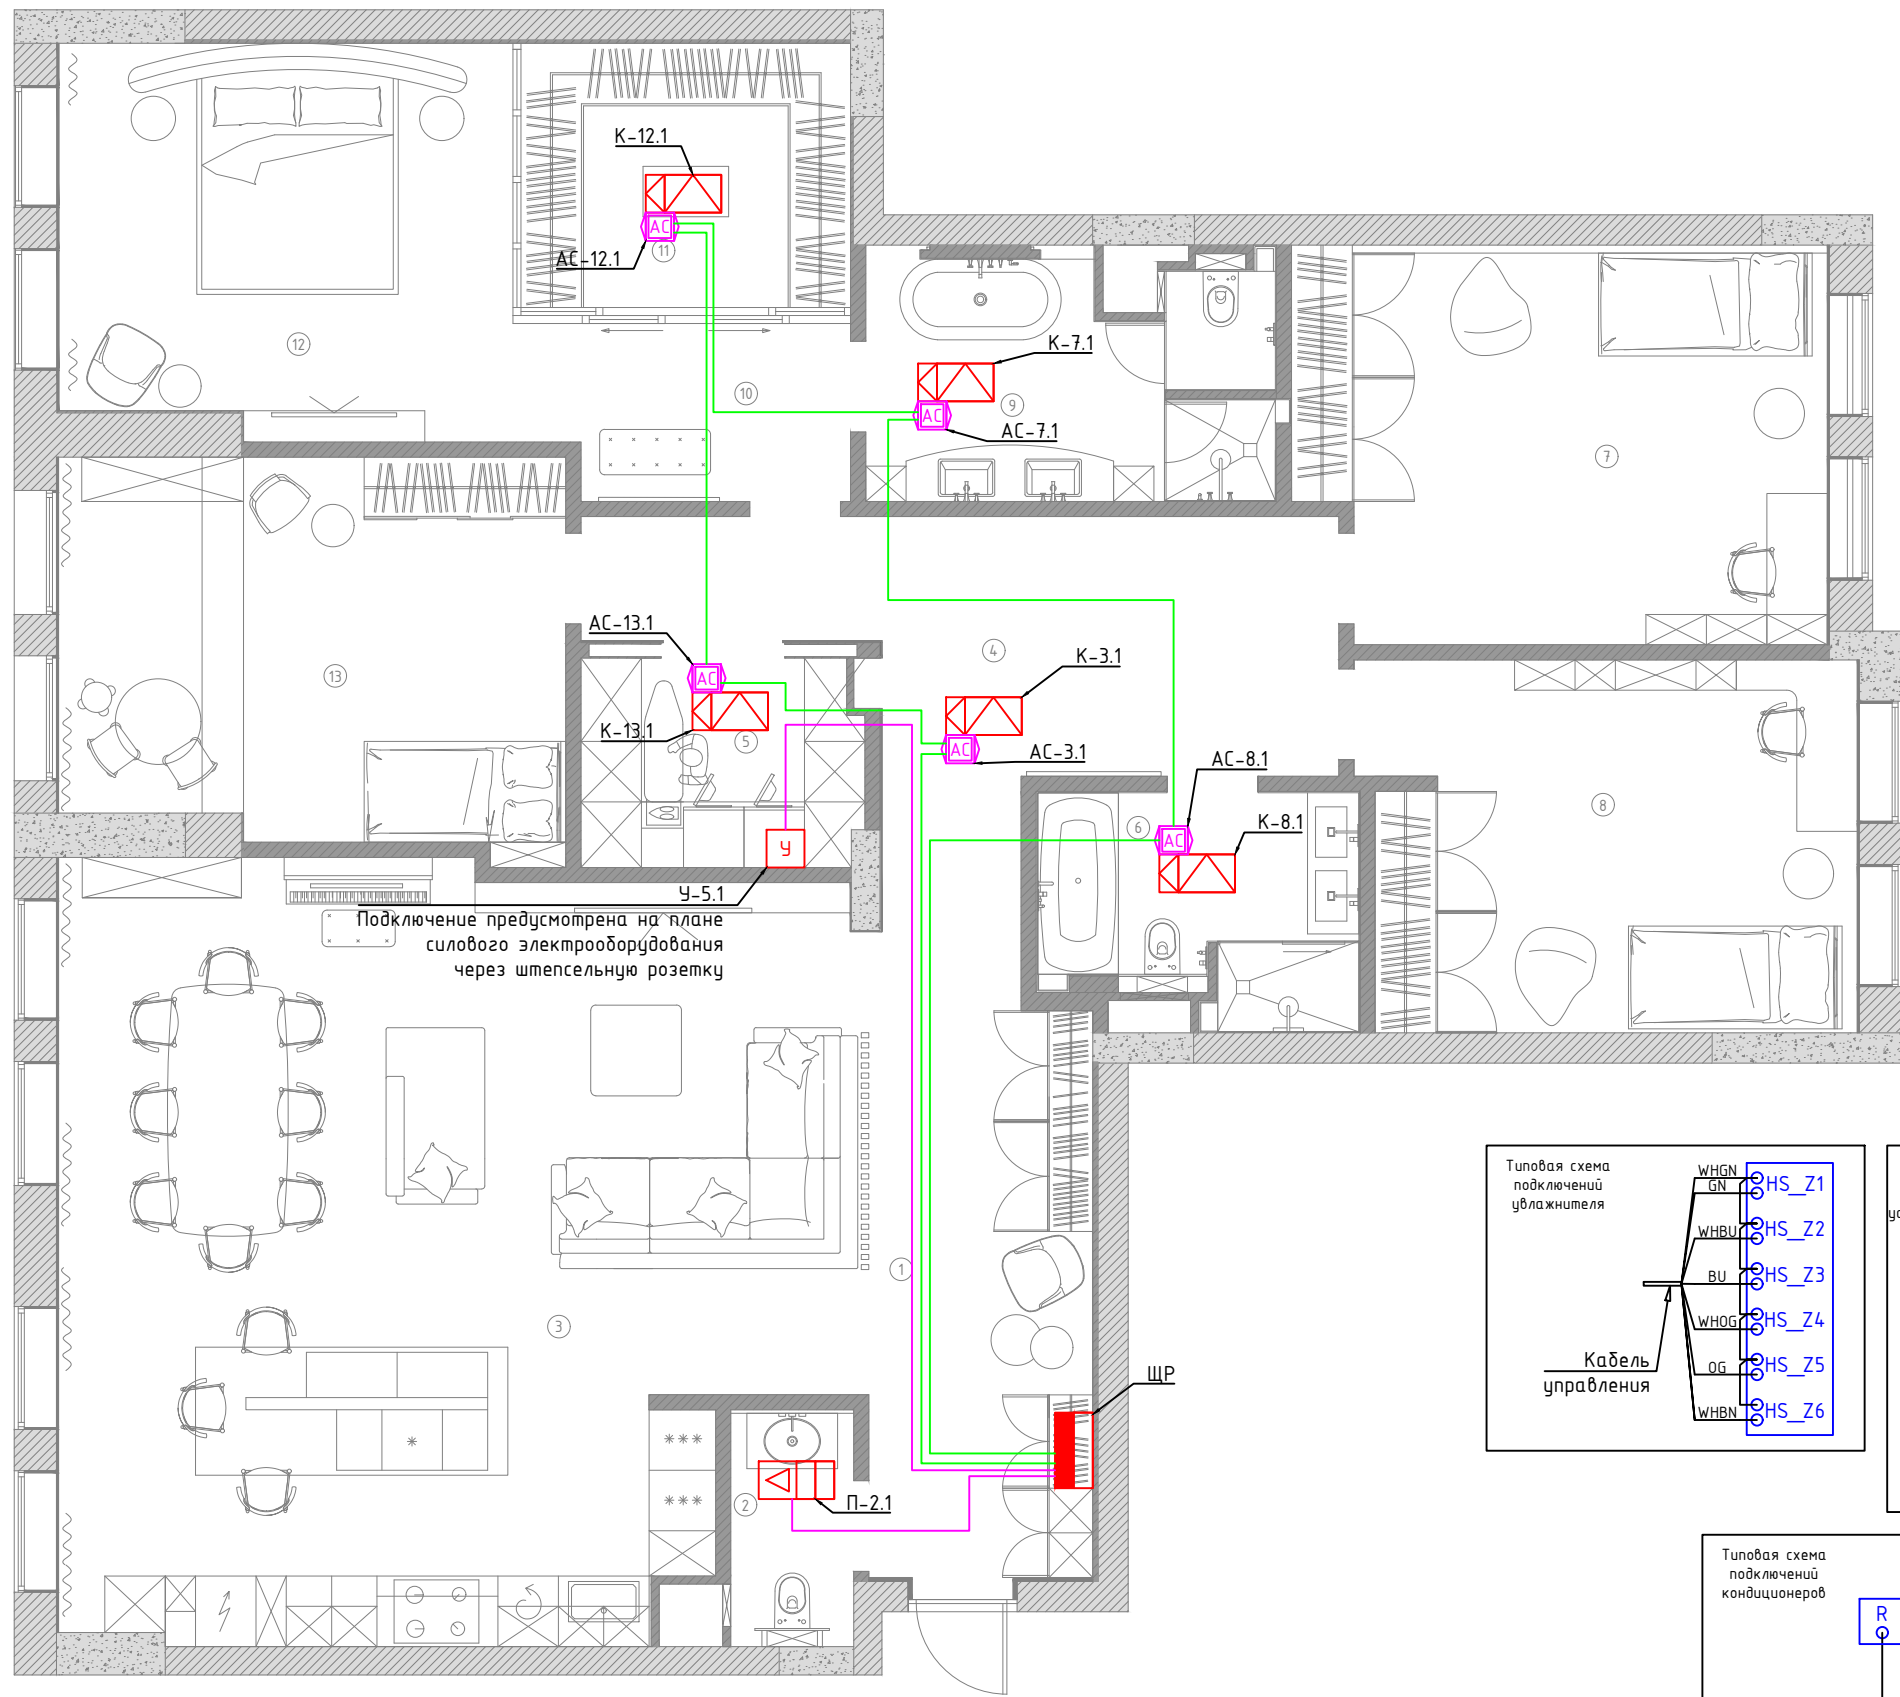 К-12.1
АС
11
АС-12.1
12
10
К-7.1
АС
9
АС-7.1
7
АС-13.1
АС
К-13.1
5
13
4
К-3.1
АС
АС-3.1
АС-8.1
6
АС
К-8.1
8
У
У-5.1
Подключение предусмотрена на плане
силового электрооборудования
через штепсельную розетку
1
3
ЩР
2
П-2.1
Типовая схема
подключений
увлажнителя
WHGN
GN
HS_Z1
WHBU
HS_Z2
BU
HS_Z3
WHOG
HS_Z4
OG
HS_Z5
WHBN
HS_Z6
Кабель
управления
Типовая схема
подключений
кондиционеров
R